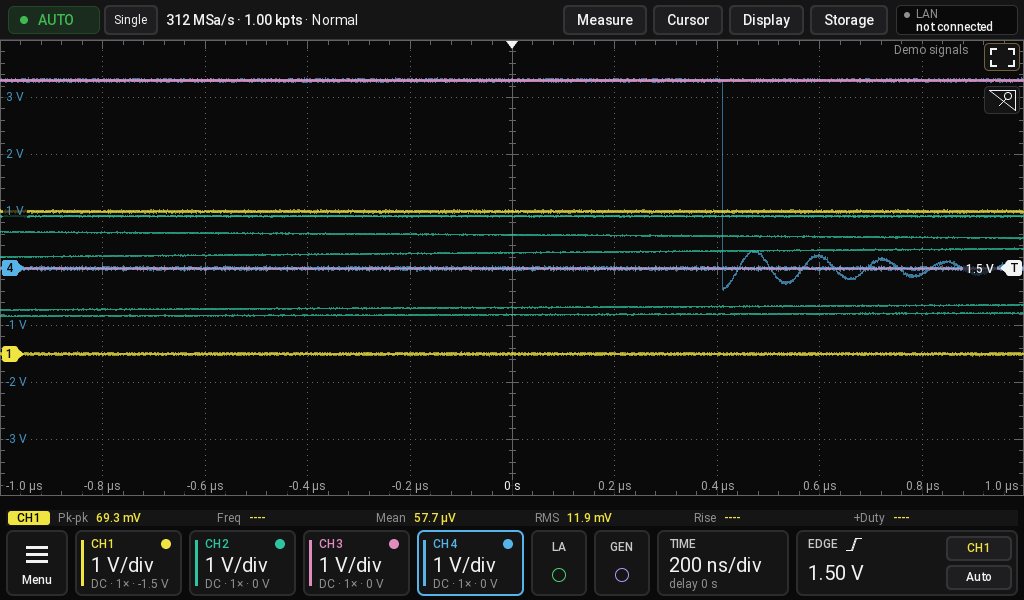 AUTO
Single
312 MSa/s · 1.00 kpts · Normal
Measure
Cursor
Display
Storage
LAN
not connected
Demo signals
3 V
2 V
1 V
4
1.5 V
T
-1 V
1
-2 V
-3 V
-1.0 µs
-0.8 µs
-0.6 µs
-0.4 µs
-0.2 µs
0 s
0.2 µs
0.4 µs
0.6 µs
0.8 µs
1.0 µs
CH1 Pk-pk 69.3 mV Freq ---- Mean 57.7 µV RMS 11.9 mV Rise ---- +Duty ----
Menu
CH1
1 V/div
DC · 1× · -1.5 V
CH2
1 V/div
DC · 1× · 0 V
CH3
1 V/div
DC · 1× · 0 V
CH4
1 V/div
DC · 1× · 0 V
LA
GEN
TIME
200 ns/div
delay 0 s
EDGE
1.50 V
CH1
Auto